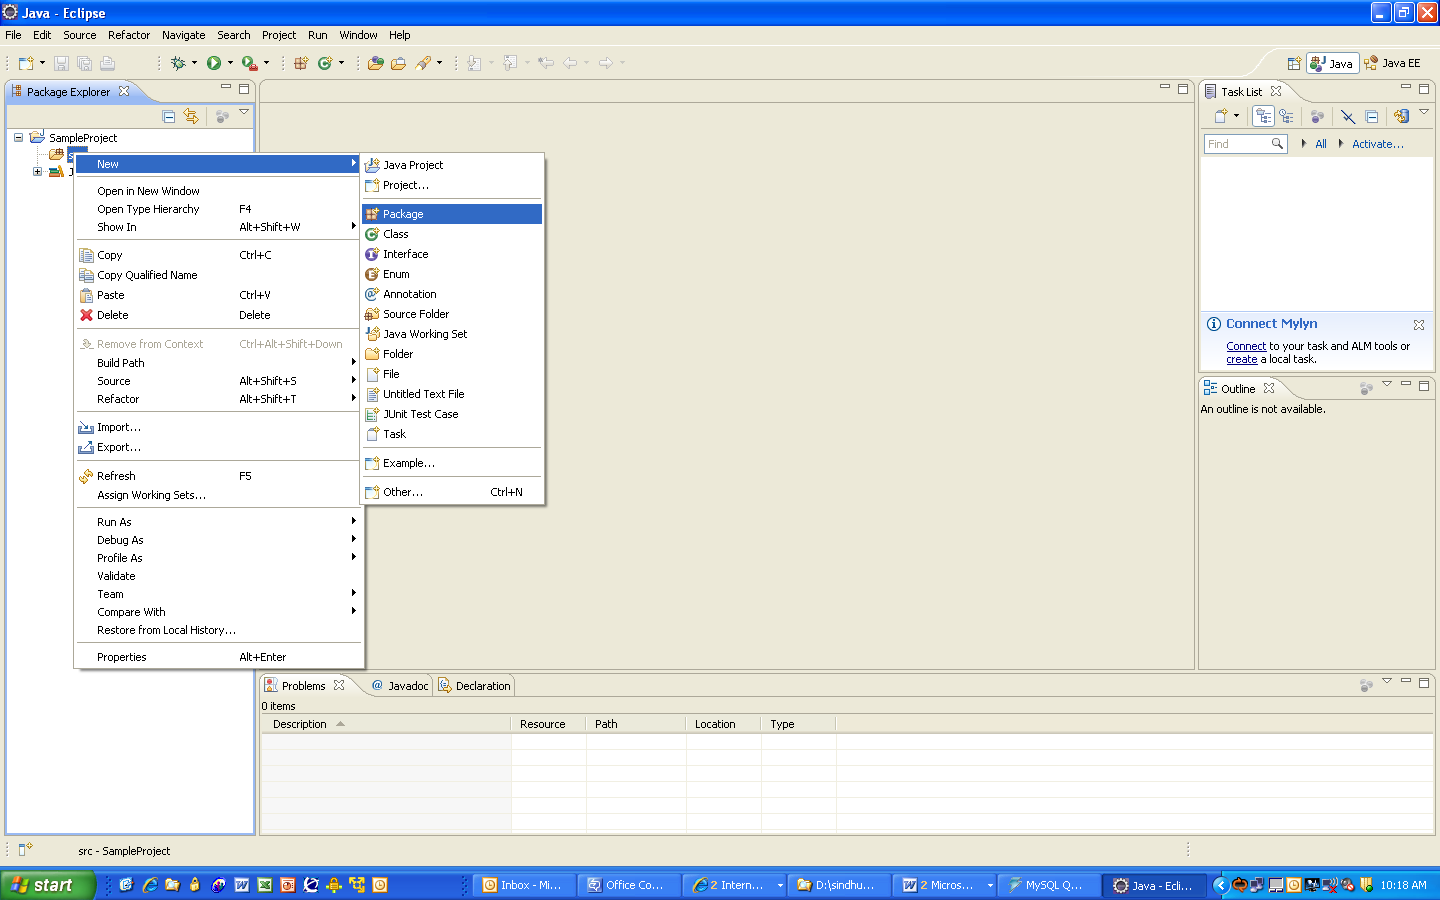 Java - Eclipse
File Edit Source Refactor Navigate Search Project Run Window Help
Java
Java EE
Package Explorer
SampleProject
New
Open in New Window
Open Type Hierarchy F4
Show In Alt+Shift+W
Copy Ctrl+C
Copy Qualified Name
Paste Ctrl+V
Delete Delete
Remove from Context Ctrl+Alt+Shift+Down
Build Path
Source Alt+Shift+S
Refactor Alt+Shift+T
Import...
Export...
Refresh F5
Assign Working Sets...
Run As
Debug As
Profile As
Validate
Team
Compare With
Restore from Local History...
Properties Alt+Enter
Java Project
Project...
Package
Class
Interface
Enum
Annotation
Source Folder
Java Working Set
Folder
File
Untitled Text File
JUnit Test Case
Task
Example...
Other... Ctrl+N
Task List
Find All Activate...
Connect Mylyn
Connect to your task and ALM tools or
create a local task.
Outline
An outline is not available.
Problems Javadoc Declaration
0 items
Description Resource Path Location Type
src - SampleProject
start
Inbox - Mi...
Office Co...
2 Intern...
D:\sindhu...
2 Micros...
MySQL Q...
Java - Ecli...
10:18 AM